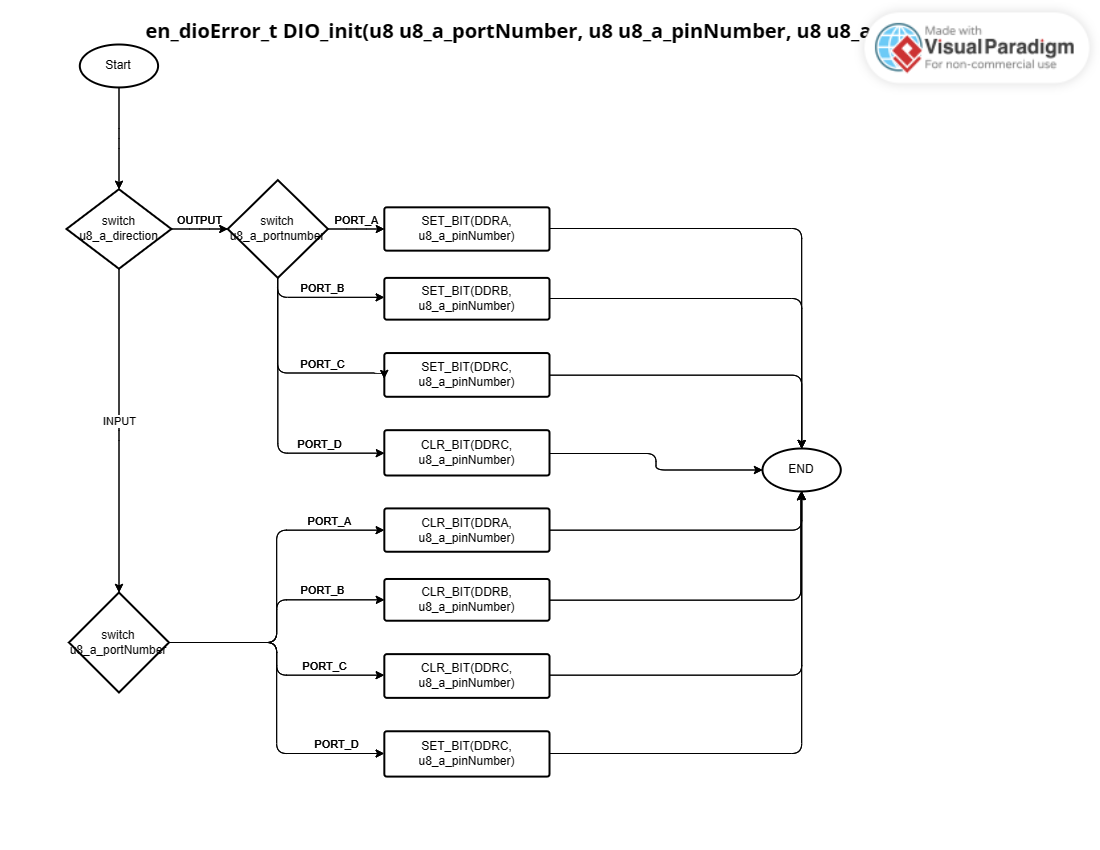 en_dioError_t DIO_init(u8 u8_a_portNumber, u8 u8_a_pinNumber, u8 u8_a
Made with
Visual Paradigm
For non-commercial use
Start
switch
u8_a_direction
OUTPUT
switch
u8_a_portnumber
PORT_A
SET_BIT(DDRA,
u8_a_pinNumber)
PORT_B
SET_BIT(DDRB,
u8_a_pinNumber)
PORT_C
SET_BIT(DDRC,
u8_a_pinNumber)
INPUT
PORT_D
CLR_BIT(DDRC,
u8_a_pinNumber)
END
PORT_A
CLR_BIT(DDRA,
u8_a_pinNumber)
PORT_B
CLR_BIT(DDRB,
u8_a_pinNumber)
switch
u8_a_portNumber
PORT_C
CLR_BIT(DDRC,
u8_a_pinNumber)
PORT_D
SET_BIT(DDRC,
u8_a_pinNumber)